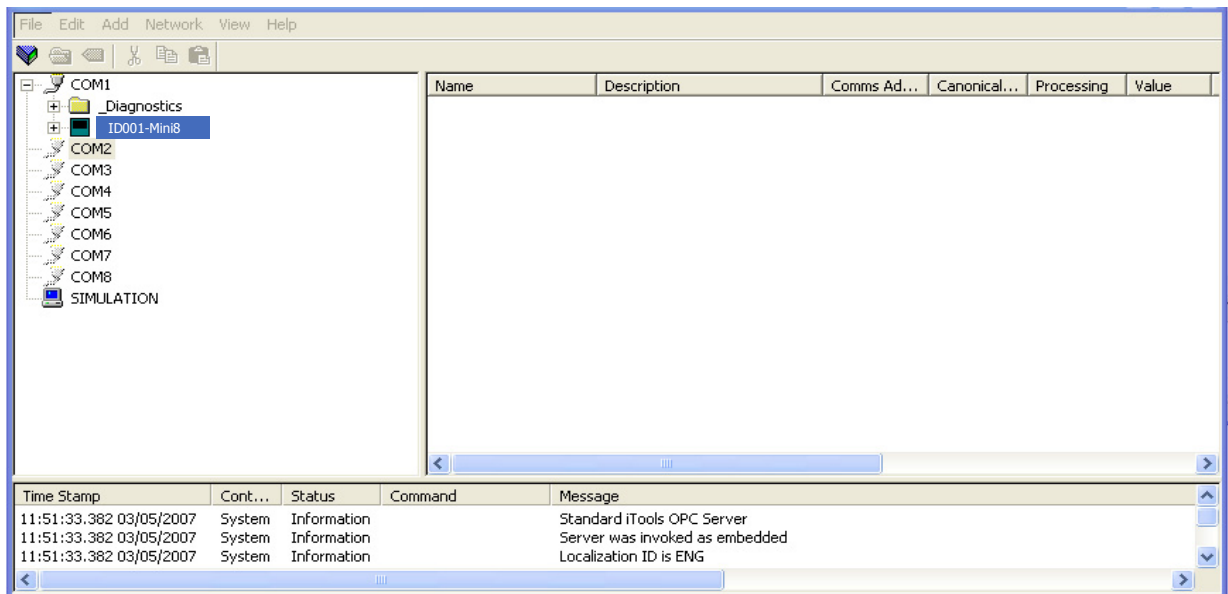 File Edit Add Network View Help
COM1
_Diagnostics
ID001-Mini8
COM2
COM3
COM4
COM5
COM6
COM7
COM8
SIMULATION
Name Description Comms Ad... Canonical... Processing Value
Time Stamp Cont... Status Command Message
11:51:33.382 03/05/2007 System Information Standard iTools OPC Server
11:51:33.382 03/05/2007 System Information Server was invoked as embedded
11:51:33.382 03/05/2007 System Information Localization ID is ENG